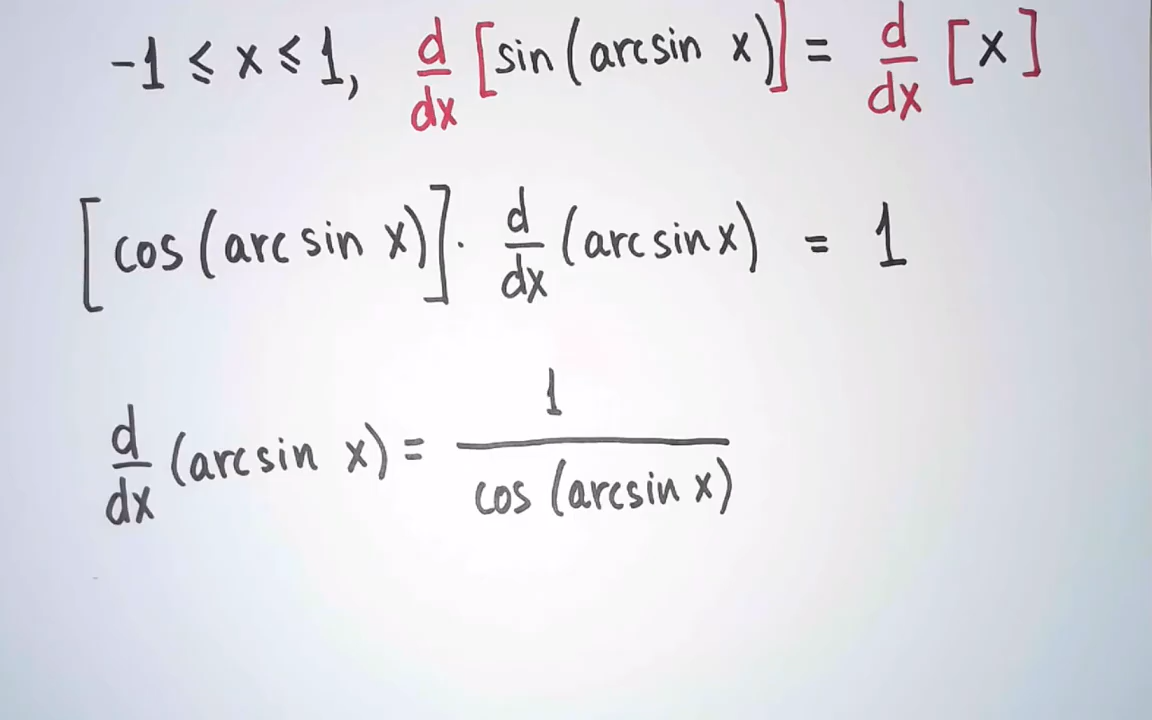 -1 ≤ x ≤ 1, d/dx [sin(arcsin x)] = d/dx [x]
[cos(arcsin x)] · d/dx (arcsin x) = 1
d/dx (arcsin x) = 1/cos(arcsin x)